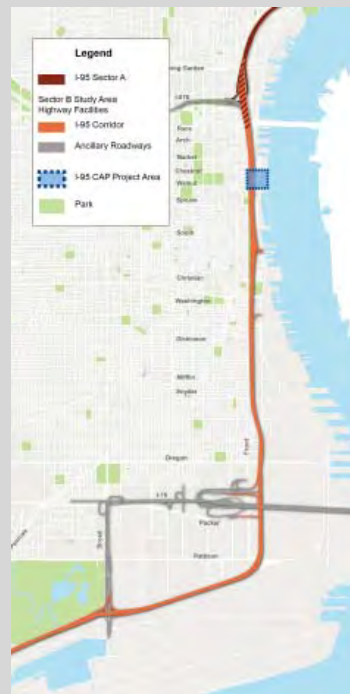 Legend
I-95 Sector A
Sector B Study Area
Highway Facilities
I-95 Corridor
Ancillary Roadways
I-95 CAP Project Area
Park
ing Garden
I-676
Race
Arch
Market
Chestnut
Walnut
Spruce
South
Christian
Washington
Dickinson
Mifflin
Snyder
Front
Oregon
I-76
Packer
Broad
Pattison